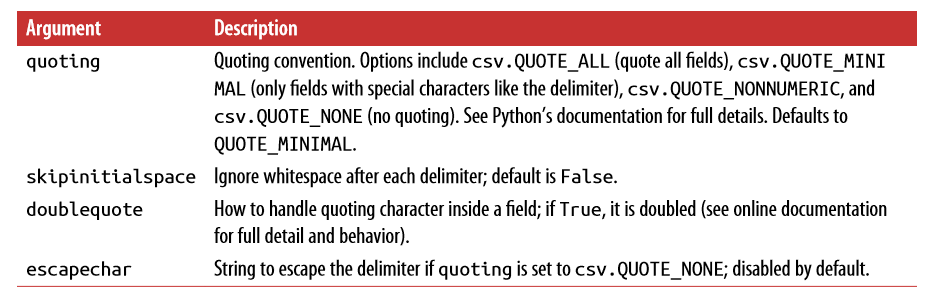 Argument Description
quoting Quoting convention. Options include csv.QUOTE_ALL (quote all fields), csv.QUOTE_MINI
MAL (only fields with special characters like the delimiter), csv.QUOTE_NONNUMERIC, and
csv.QUOTE_NONE (no quoting). See Python’s documentation for full details. Defaults to
QUOTE_MINIMAL.
skipinitialspace Ignore whitespace after each delimiter; default is False.
doublequote How to handle quoting character inside a field; if True, it is doubled (see online documentation
for full detail and behavior).
escapechar String to escape the delimiter if quoting is set to csv.QUOTE_NONE; disabled by default.